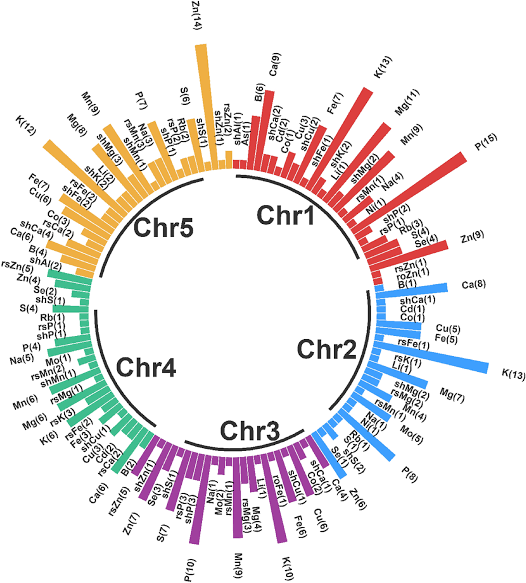 shAl(1)
As(1)
B(6)
Ca(9)
shCa(2)
Cd(2)
Co(1)
Cu(3)
shCu(2)
Fe(7)
shFe(1)
K(13)
shK(2)
Li(1)
Mg(11)
shMg(2)
Mn(9)
rsMn(1)
Na(4)
Ni(1)
P(15)
shP(2)
rsP(1)
Rb(3)
S(4)
Se(4)
Zn(9)
rsZn(1)
roZn(1)
Chr1
B(1)
Ca(8)
shCa(1)
Cd(1)
Co(1)
Cu(5)
Fe(5)
rsFe(1)
K(13)
rsK(1)
Li(1)
Mg(7)
shMg(2)
rsMg(2)
Mn(4)
rsMn(1)
Mo(5)
Na(1)
Ni(1)
P(8)
Rb(1)
S(1)
shS(2)
Se(1)
Zn(6)
Chr2
Ca(4)
shCa(1)
Co(2)
Cu(6)
shCu(1)
Fe(6)
roFe(1)
K(10)
Li(1)
Mg(4)
rsMg(3)
Mn(9)
rsMn(1)
Mo(2)
Na(1)
P(10)
shP(3)
rsP(3)
S(7)
shS(1)
Se(3)
Zn(7)
shZn(1)
rsZn(5)
Chr3
B(2)
Ca(6)
rsCa(2)
Cd(2)
Cu(3)
shCu(1)
Fe(3)
rsFe(2)
K(6)
rsK(3)
Mg(6)
rsMg(1)
Mn(6)
shMn(1)
rsMn(2)
Mo(1)
Na(5)
P(4)
shP(1)
rsP(1)
Rb(1)
S(4)
shS(1)
Se(2)
Zn(4)
rsZn(5)
Chr4
shAl(2)
B(4)
Ca(6)
shCa(4)
rsCa(2)
Co(3)
Cu(6)
Fe(7)
shFe(2)
rsFe(2)
K(12)
shK(2)
Li(2)
Mg(8)
shMg(3)
Mn(9)
shMn(1)
rsMn(3)
Na(3)
P(7)
shP(1)
rsP(2)
Rb(2)
S(6)
shS(1)
Zn(14)
shZn(1)
rsZn(2)
Chr5